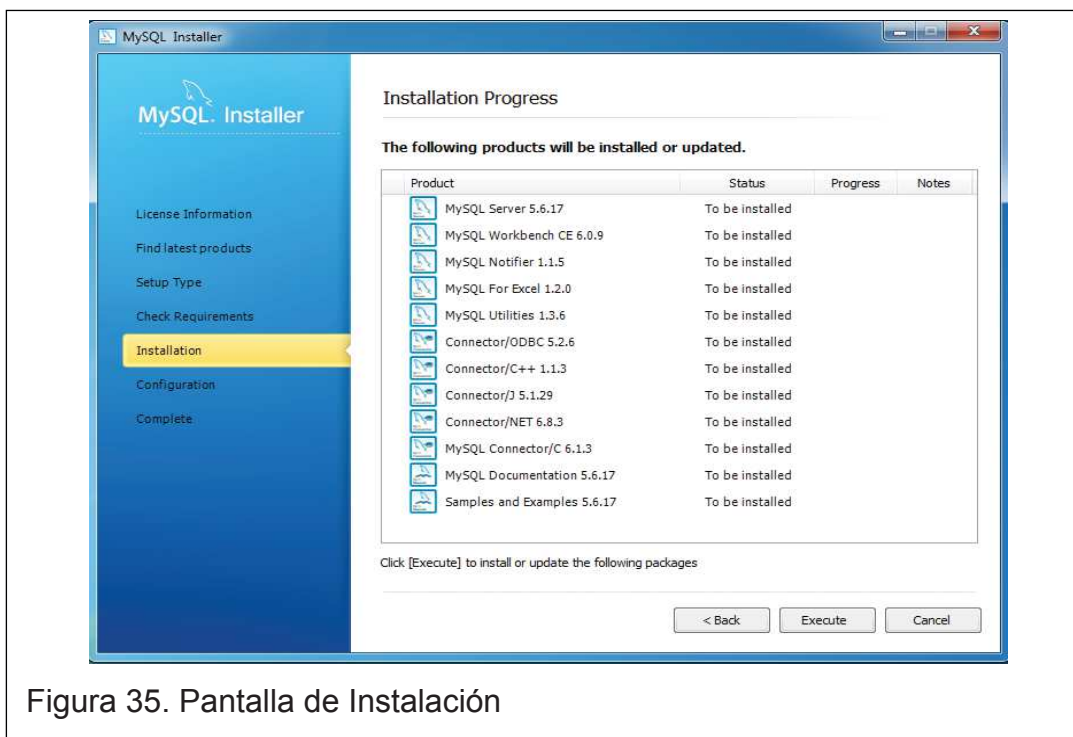 MySQL Installer
MySQL. Installer
License Information
Find latest products
Setup Type
Check Requirements
Installation
Configuration
Complete
Installation Progress
The following products will be installed or updated.
Product Status Progress Notes
MySQL Server 5.6.17 To be installed
MySQL Workbench CE 6.0.9 To be installed
MySQL Notifier 1.1.5 To be installed
MySQL For Excel 1.2.0 To be installed
MySQL Utilities 1.3.6 To be installed
Connector/ODBC 5.2.6 To be installed
Connector/C++ 1.1.3 To be installed
Connector/J 5.1.29 To be installed
Connector/NET 6.8.3 To be installed
MySQL Connector/C 6.1.3 To be installed
MySQL Documentation 5.6.17 To be installed
Samples and Examples 5.6.17 To be installed
Click [Execute] to install or update the following packages
< Back Execute Cancel
Figura 35. Pantalla de Instalación